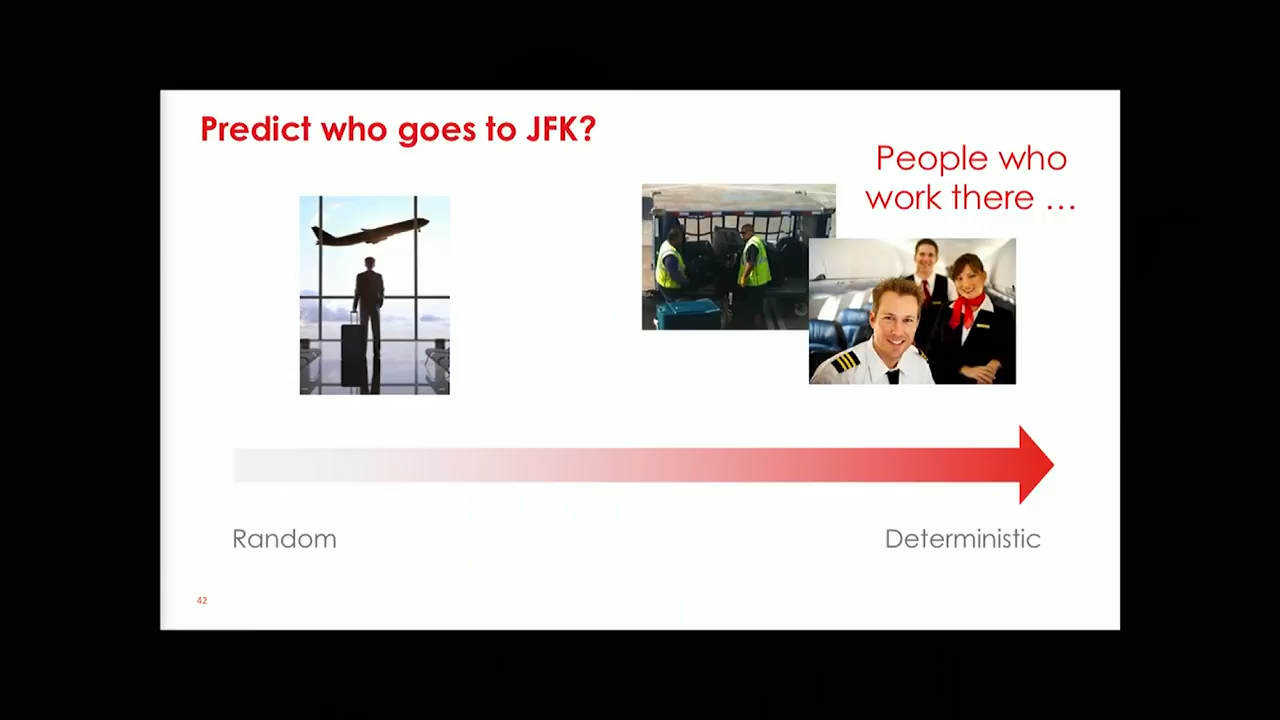 Predict who goes to JFK?
People who
work there …
Random
Deterministic
42